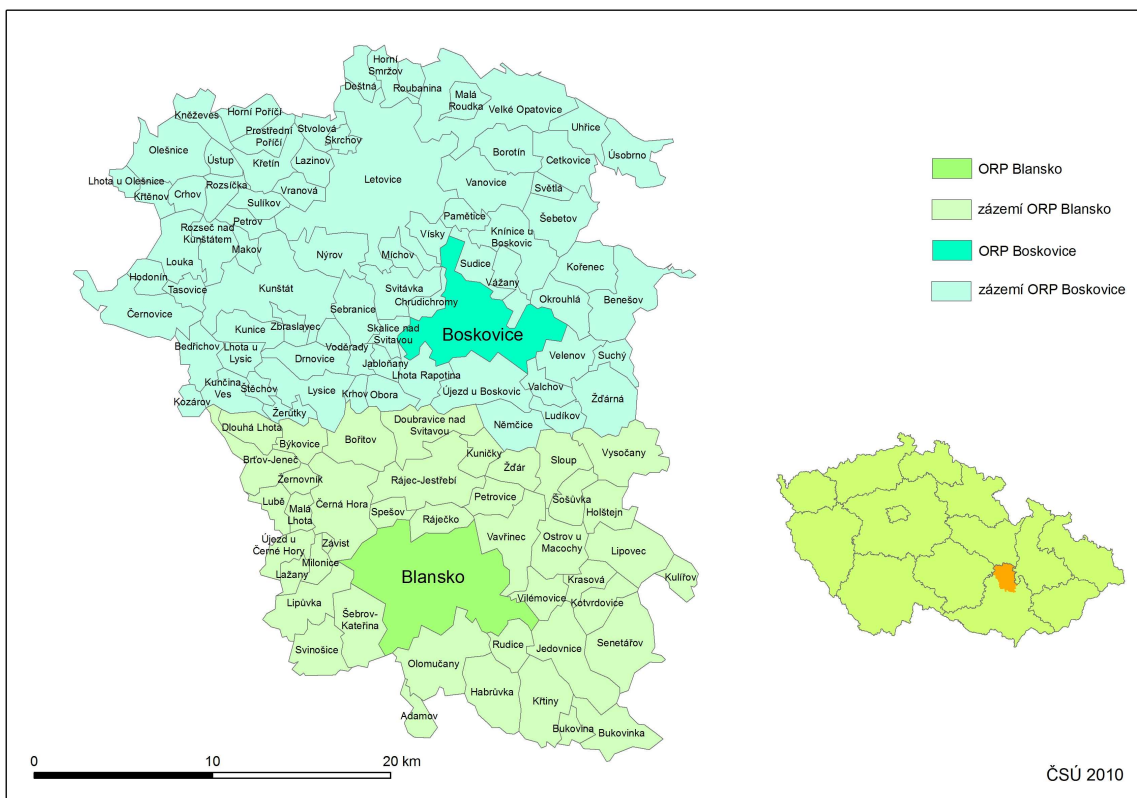 Horní
Smržov
Deštná
Roubanina
Malá
Roudka
Velké Opatovice
Kněževes
Horní Poříčí
Prostřední
Poříčí
Stvolová
Skrchov
Uhřice
Olešnice
Ústup
Křetín
Lazinov
Borotín
Cetkovice
Úsobrno
Lhota u Olešnice
Křtěnov
Crhov
Rozsíčka
Sulíkov
Vranová
Letovice
Vanovice
Světlá
Petrov
Pamětice
Šebetov
Rozseč nad
Kunštátem
Makov
Vísky
Knínice u
Boskovic
Louka
Nýrov
Míchov
Sudice
Kořenec
Hodonín
Tasovice
Kunštát
Svitávka
Vážany
Chrudichromy
Okrouhlá
Benešov
Černovice
Sebranice
Kunice
Zbraslavec
Skalice nad
Svitavou
Boskovice
Bedřichov
Lhota u
Lysic
Voděrady
Drnovice
Jabloňany
Velenov
Suchý
Lhota Rapotina
Kunčina
Ves
Štěchov
Lysice
Krhov
Obora
Újezd u Boskovic
Valchov
Žďárná
Kozárov
Žerůtky
Ludíkov
Němčice
Dlouhá Lhota
Býkovice
Bořitov
Doubravice nad
Svitavou
Kuničky
Brťov-Jeneč
Žďár
Sloup
Vysočany
Žernovník
Rájec-Jestřebí
Petrovice
Šošůvka
Lubě
Malá
Lhota
Černá Hora
Spešov
Ráječko
Holštejn
Vavřinec
Ostrov u
Macochy
Újezd u
Černé Hory
Závist
Milonice
Lipovec
Lažany
Blansko
Krasová
Kulířov
Lipůvka
Šebrov-
Kateřina
Vilémovice
Kotvrdovice
Svinošice
Rudice
Jedovnice
Senetářov
Olomučany
Habrůvka
Křtiny
Adamov
Bukovina
Bukovinka
ORP Blansko
zázemí ORP Blansko
ORP Boskovice
zázemí ORP Boskovice
0
10
20 km
ČSÚ 2010